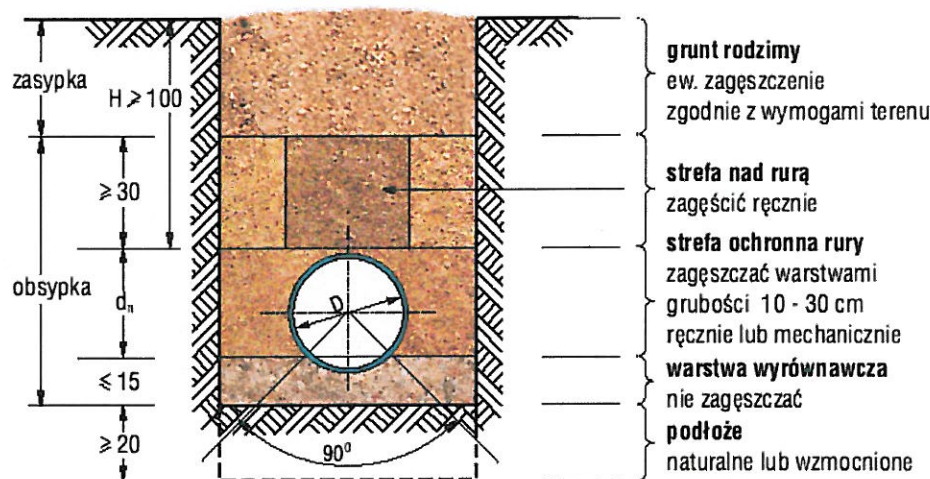 zasypka
H ⩾ 100
⩾ 30
obsypka
dn
⩽ 15
⩾ 20
D
90°
grunt rodzimy
ew. zagęszczenie
zgodnie z wymogami terenu
strefa nad rurą
zagęścić ręcznie
strefa ochronna rury
zagęszczać warstwami
grubości 10 - 30 cm
ręcznie lub mechanicznie
warstwa wyrównawcza
nie zagęszczać
podłoże
naturalne lub wzmocnione